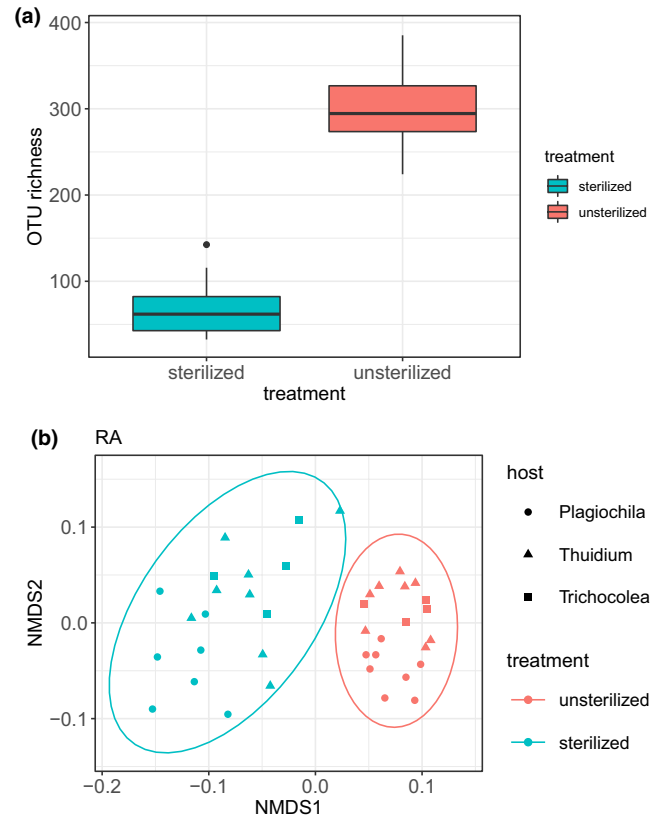 (a)
400
300
200
100
OTU richness
sterilized unsterilized
treatment
treatment
sterilized
unsterilized
(b) RA
0.1
0.0
−0.1
NMDS2
−0.2 −0.1 0.0 0.1
NMDS1
host
Plagiochila
Thuidium
Trichocolea
treatment
unsterilized
sterilized